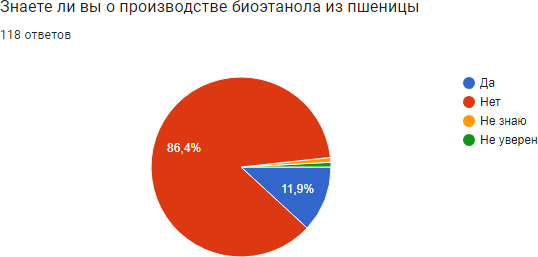 Знаете ли вы о производстве биоэтанола из пшеницы
118 ответов
Да
Нет
Не знаю
Не уверен
86,4%
11,9%